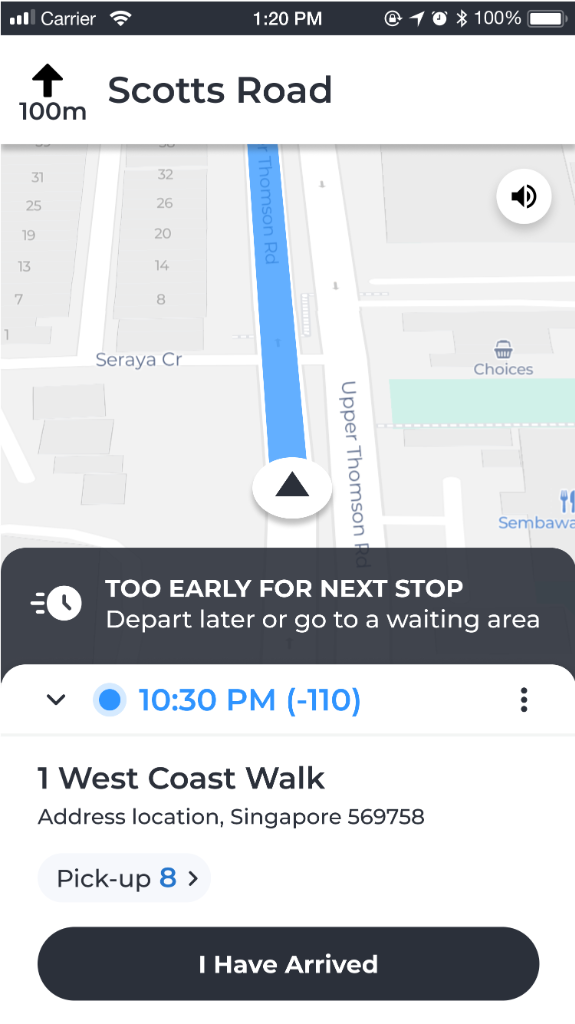 Carrier 1:20 PM 100%
100m
Scotts Road
31 32
25 26
19 20
13 14
7 8
1
r Thomson Rd
Seraya Cr
Choices
Upper Thomson Rd
Sembawa
TOO EARLY FOR NEXT STOP
Depart later or go to a waiting area
10:30 PM (-110)
1 West Coast Walk
Address location, Singapore 569758
Pick-up 8
I Have Arrived